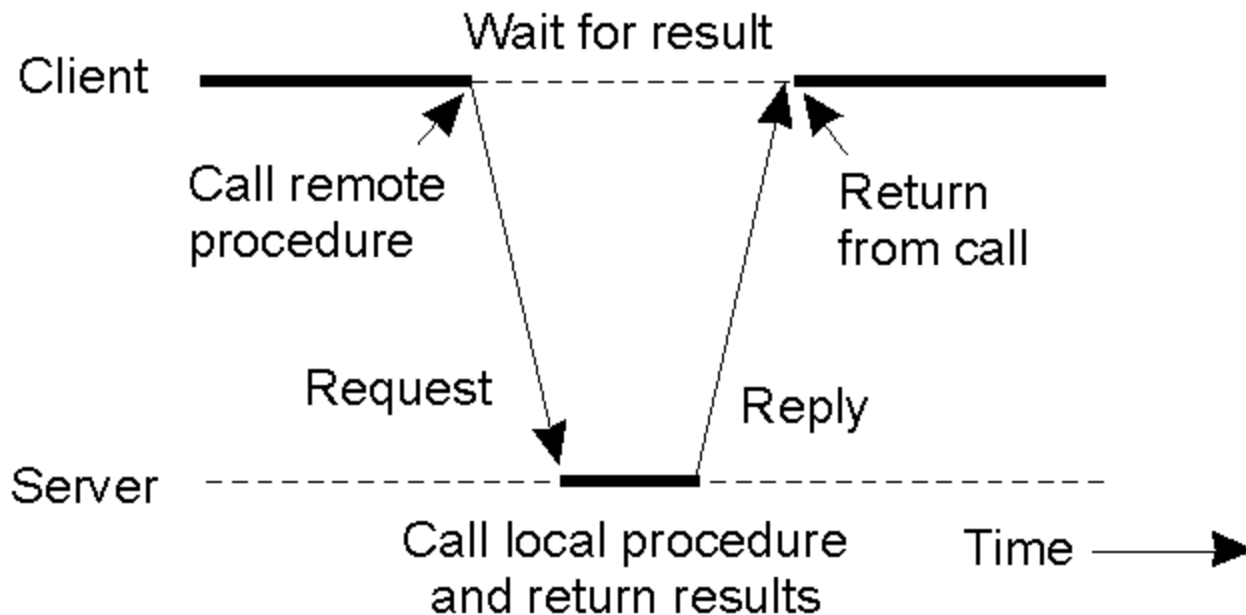 Wait for result
Client
Call remote
procedure
Return
from call
Request
Reply
Server
Call local procedure
and return results
Time